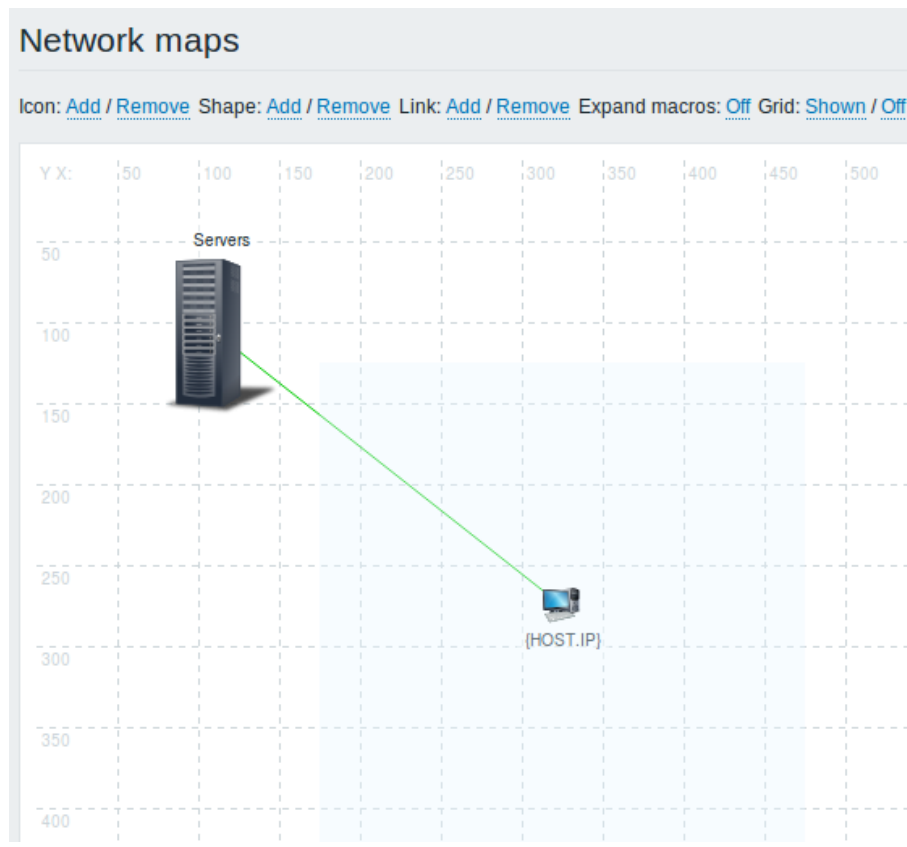 Network maps
Icon: Add / Remove Shape: Add / Remove Link: Add / Remove Expand macros: Off Grid: Shown / Off
Y X: 50 100 150 200 250 300 350 400 450 500
Servers
50
100
150
200
250
{HOST.IP}
300
350
400